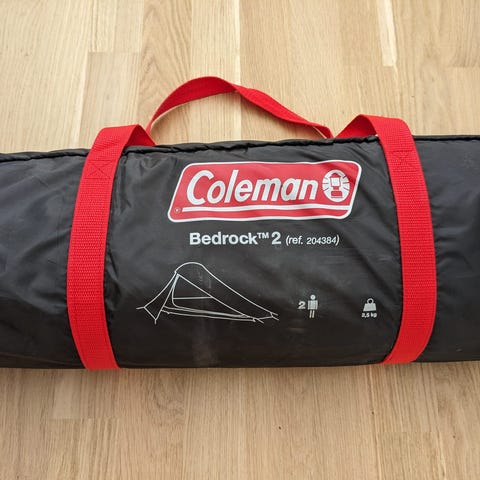 Coleman
Bedrock™ 2 (ref. 204384)
2
2,5 kg